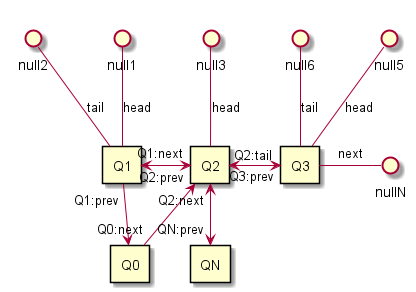 null2
null1
null3
null6
null5
tail
head
head
tail
head
Q1:next
Q2:tail
next
Q1
Q2
Q3
Q2:prev
Q3:prev
nullN
Q1:prev
Q2:next
Q0:next
QN:prev
Q0
QN